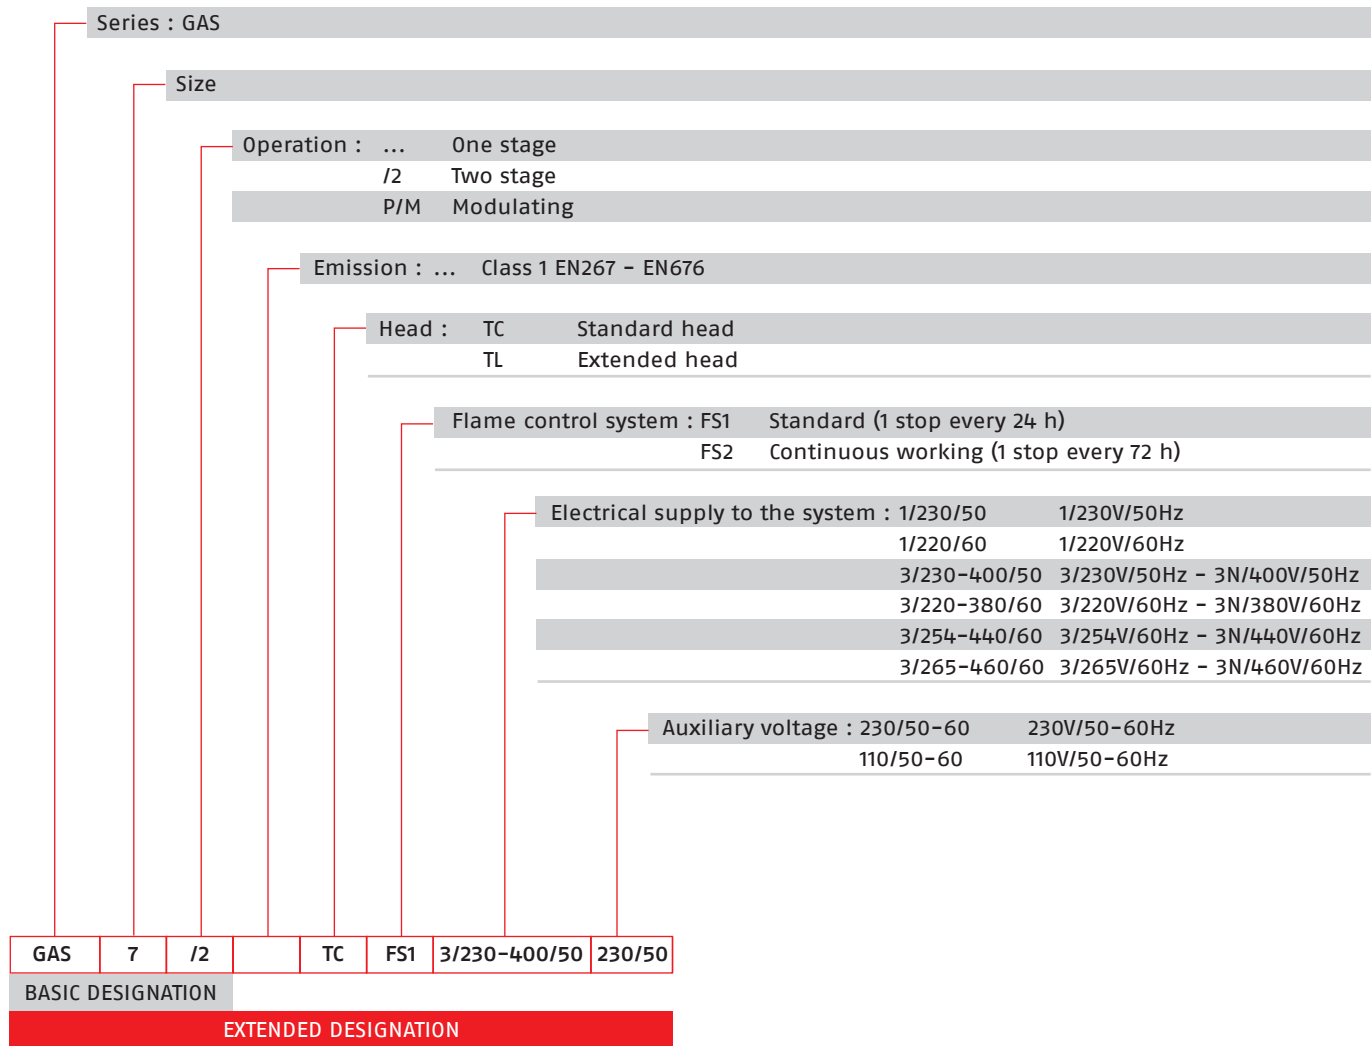 Series : GAS
Size
Operation : ... One stage
/2 Two stage
P/M Modulating
Emission : ... Class 1 EN267 - EN676
Head : TC Standard head
TL Extended head
Flame control system : FS1 Standard (1 stop every 24 h)
FS2 Continuous working (1 stop every 72 h)
Electrical supply to the system : 1/230/50 1/230V/50Hz
1/220/60 1/220V/60Hz
3/230-400/50 3/230V/50Hz - 3N/400V/50Hz
3/220-380/60 3/220V/60Hz - 3N/380V/60Hz
3/254-440/60 3/254V/60Hz - 3N/440V/60Hz
3/265-460/60 3/265V/60Hz - 3N/460V/60Hz
Auxiliary voltage : 230/50-60 230V/50-60Hz
110/50-60 110V/50-60Hz
GAS 7 /2 TC FS1 3/230-400/50 230/50
BASIC DESIGNATION
EXTENDED DESIGNATION